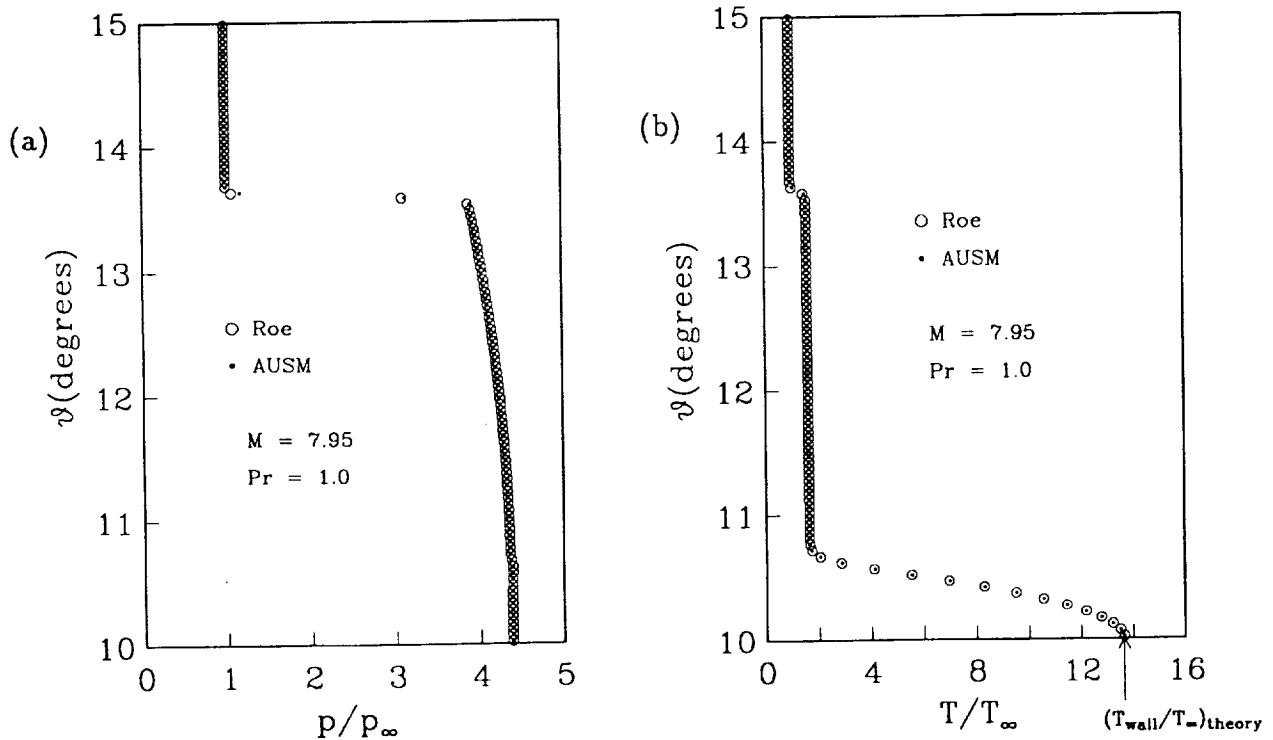 (a)
15
14
13
12
11
10
ϑ(degrees)
Roe
AUSM
M = 7.95
Pr = 1.0
0 1 2 3 4 5
p/p∞
(b)
15
14
13
12
11
10
ϑ(degrees)
Roe
AUSM
M = 7.95
Pr = 1.0
0 4 8 12 16
T/T∞
(Twall/T∞)theory